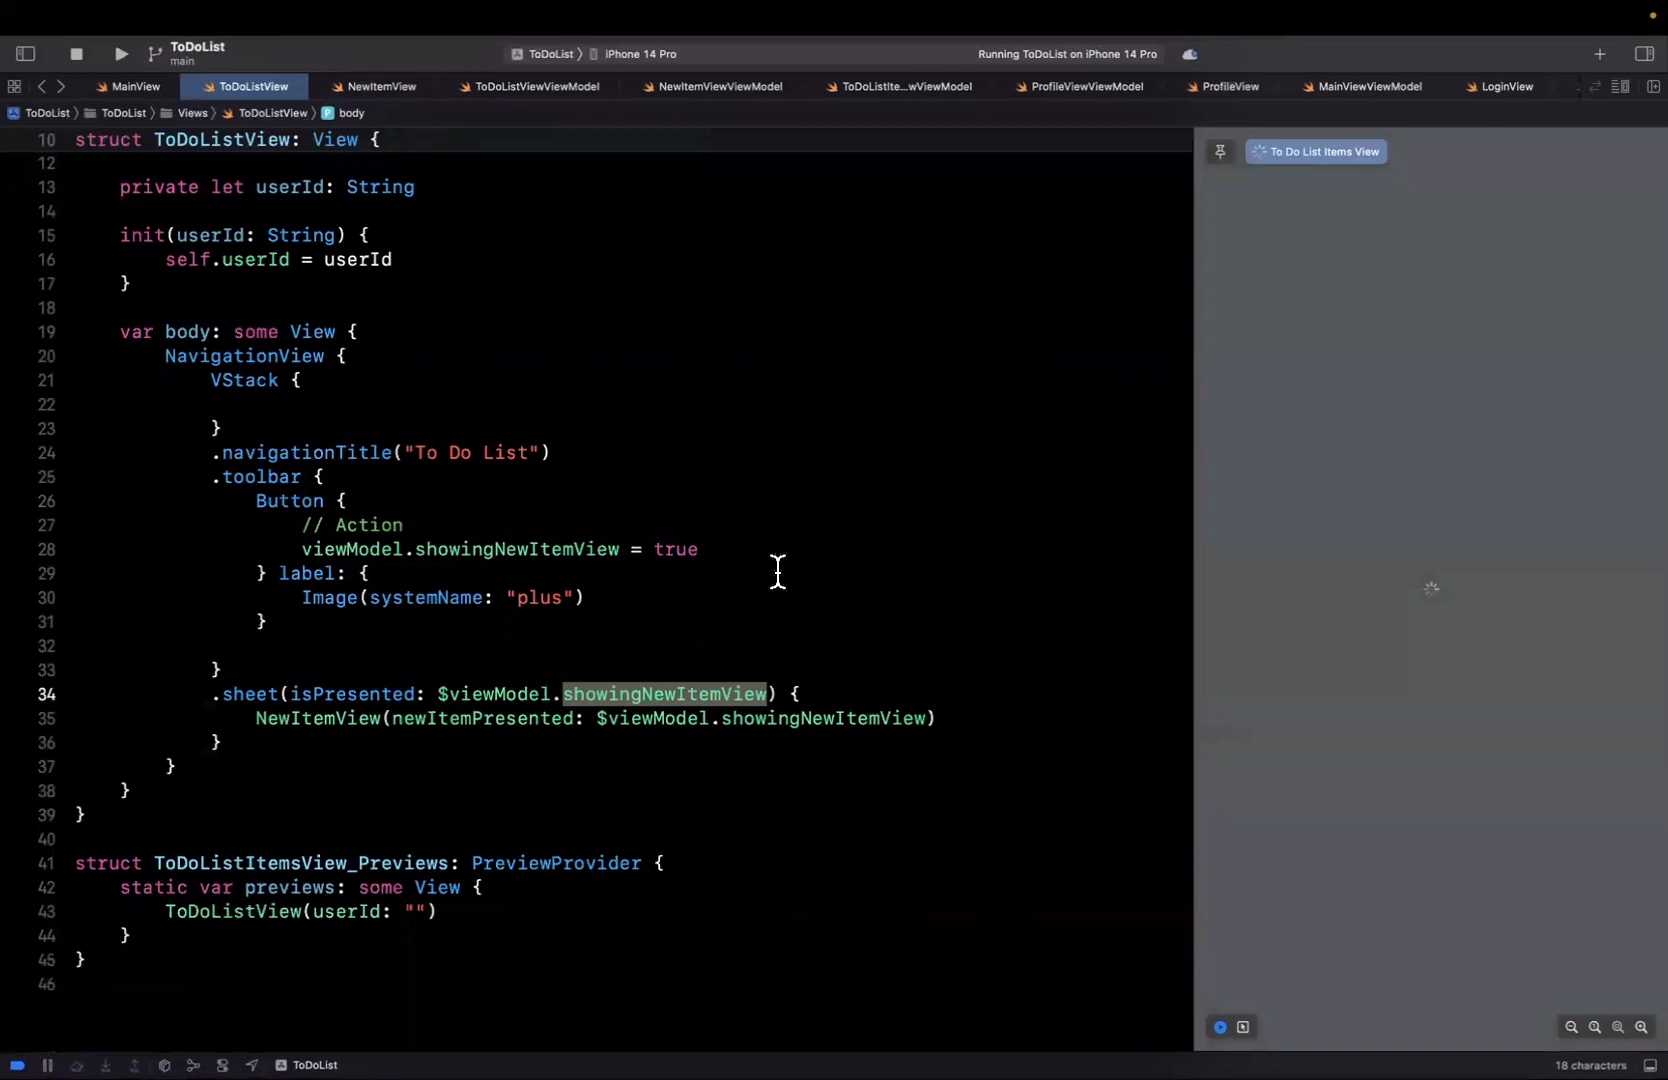 ToDoList
main
ToDoList 〉 iPhone 14 Pro
Running ToDoList on iPhone 14 Pro
MainView
ToDoListView
NewItemView
ToDoListViewViewModel
NewItemViewViewModel
ToDoListIte...wViewModel
ProfileViewViewModel
ProfileView
MainViewViewModel
LoginView
ToDoList 〉 ToDoList 〉 Views 〉 ToDoListView 〉 P body
10 struct ToDoListView: View {
12
13 private let userId: String
14
15 init(userId: String) {
16 self.userId = userId
17 }
18
19 var body: some View {
20 NavigationView {
21 VStack {
22
23 }
24 .navigationTitle("To Do List")
25 .toolbar {
26 Button {
27 // Action
28 viewModel.showingNewItemView = true
29 } label: {
30 Image(systemName: "plus")
31 }
32
33 }
34 .sheet(isPresented: $viewModel.showingNewItemView) {
35 NewItemView(newItemPresented: $viewModel.showingNewItemView)
36 }
37 }
38 }
39 }
40
41 struct ToDoListItemsView_Previews: PreviewProvider {
42 static var previews: some View {
43 ToDoListView(userId: "")
44 }
45 }
46
To Do List Items View
ToDoList
18 characters